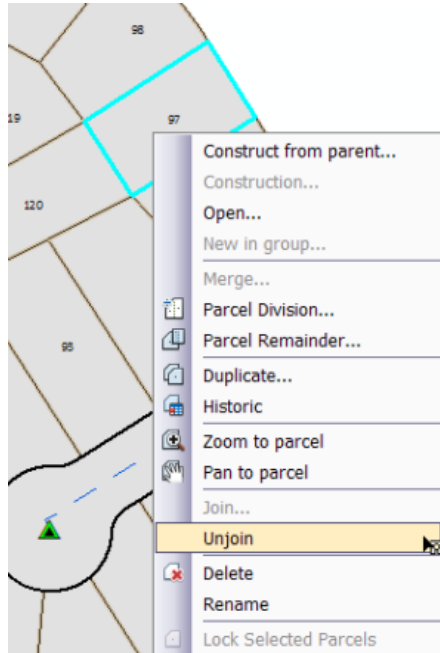 98
19
97
120
95
Construct from parent...
Construction...
Open...
New in group...
Merge...
Parcel Division...
Parcel Remainder...
Duplicate...
Historic
Zoom to parcel
Pan to parcel
Join...
Unjoin
Delete
Rename
Lock Selected Parcels